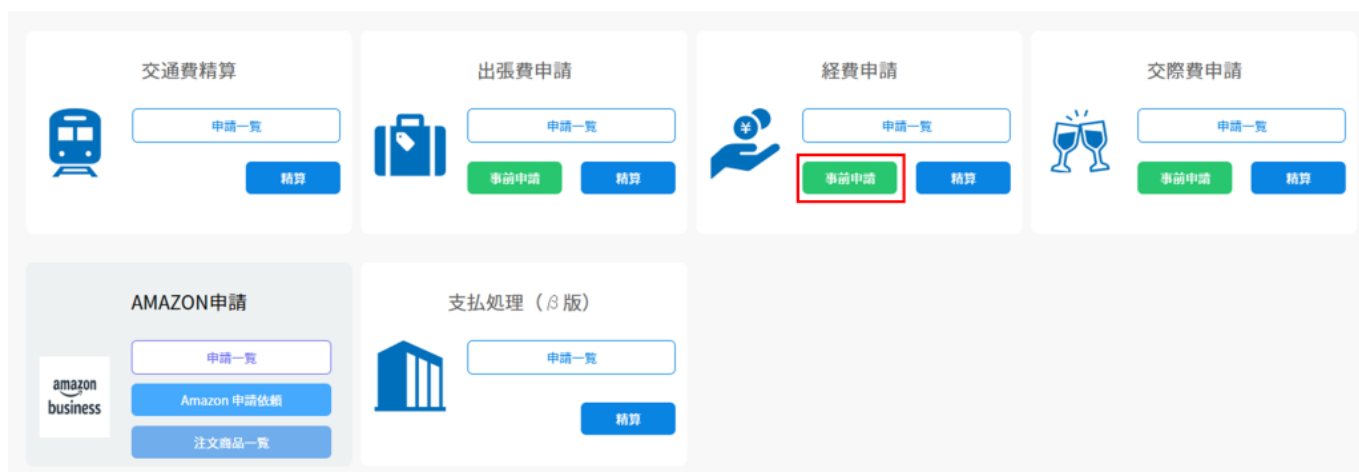 交通費精算
申請一覧
精算
出張費申請
申請一覧
事前申請
精算
経費申請
¥
申請一覧
事前申請
精算
交際費申請
申請一覧
事前申請
精算
AMAZON申請
amazon
business
申請一覧
Amazon 申請依頼
注文商品一覧
支払処理（β版）
申請一覧
精算